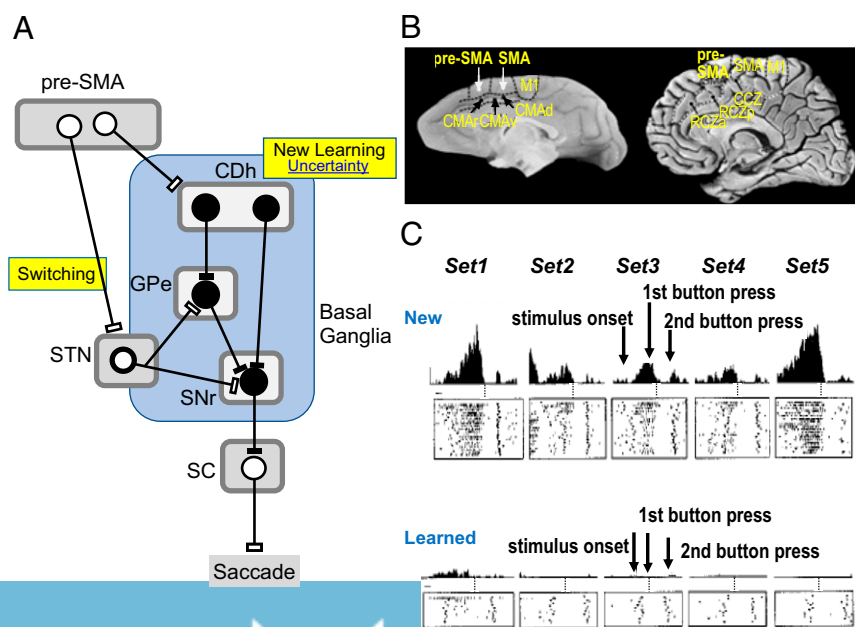 A
pre-SMA
New Learning
Uncertainty
CDh
Switching
GPe
Basal
Ganglia
STN
SNr
SC
Saccade
B
pre-SMA SMA
M1
CMAd
CMAr CMAv
pre-
SMA
SMA M1
CCZ
RCZp
RCZa
C
Set1 Set2 Set3 Set4 Set5
1st button press
New
stimulus onset
2nd button press
1st button press
Learned
stimulus onset
2nd button press